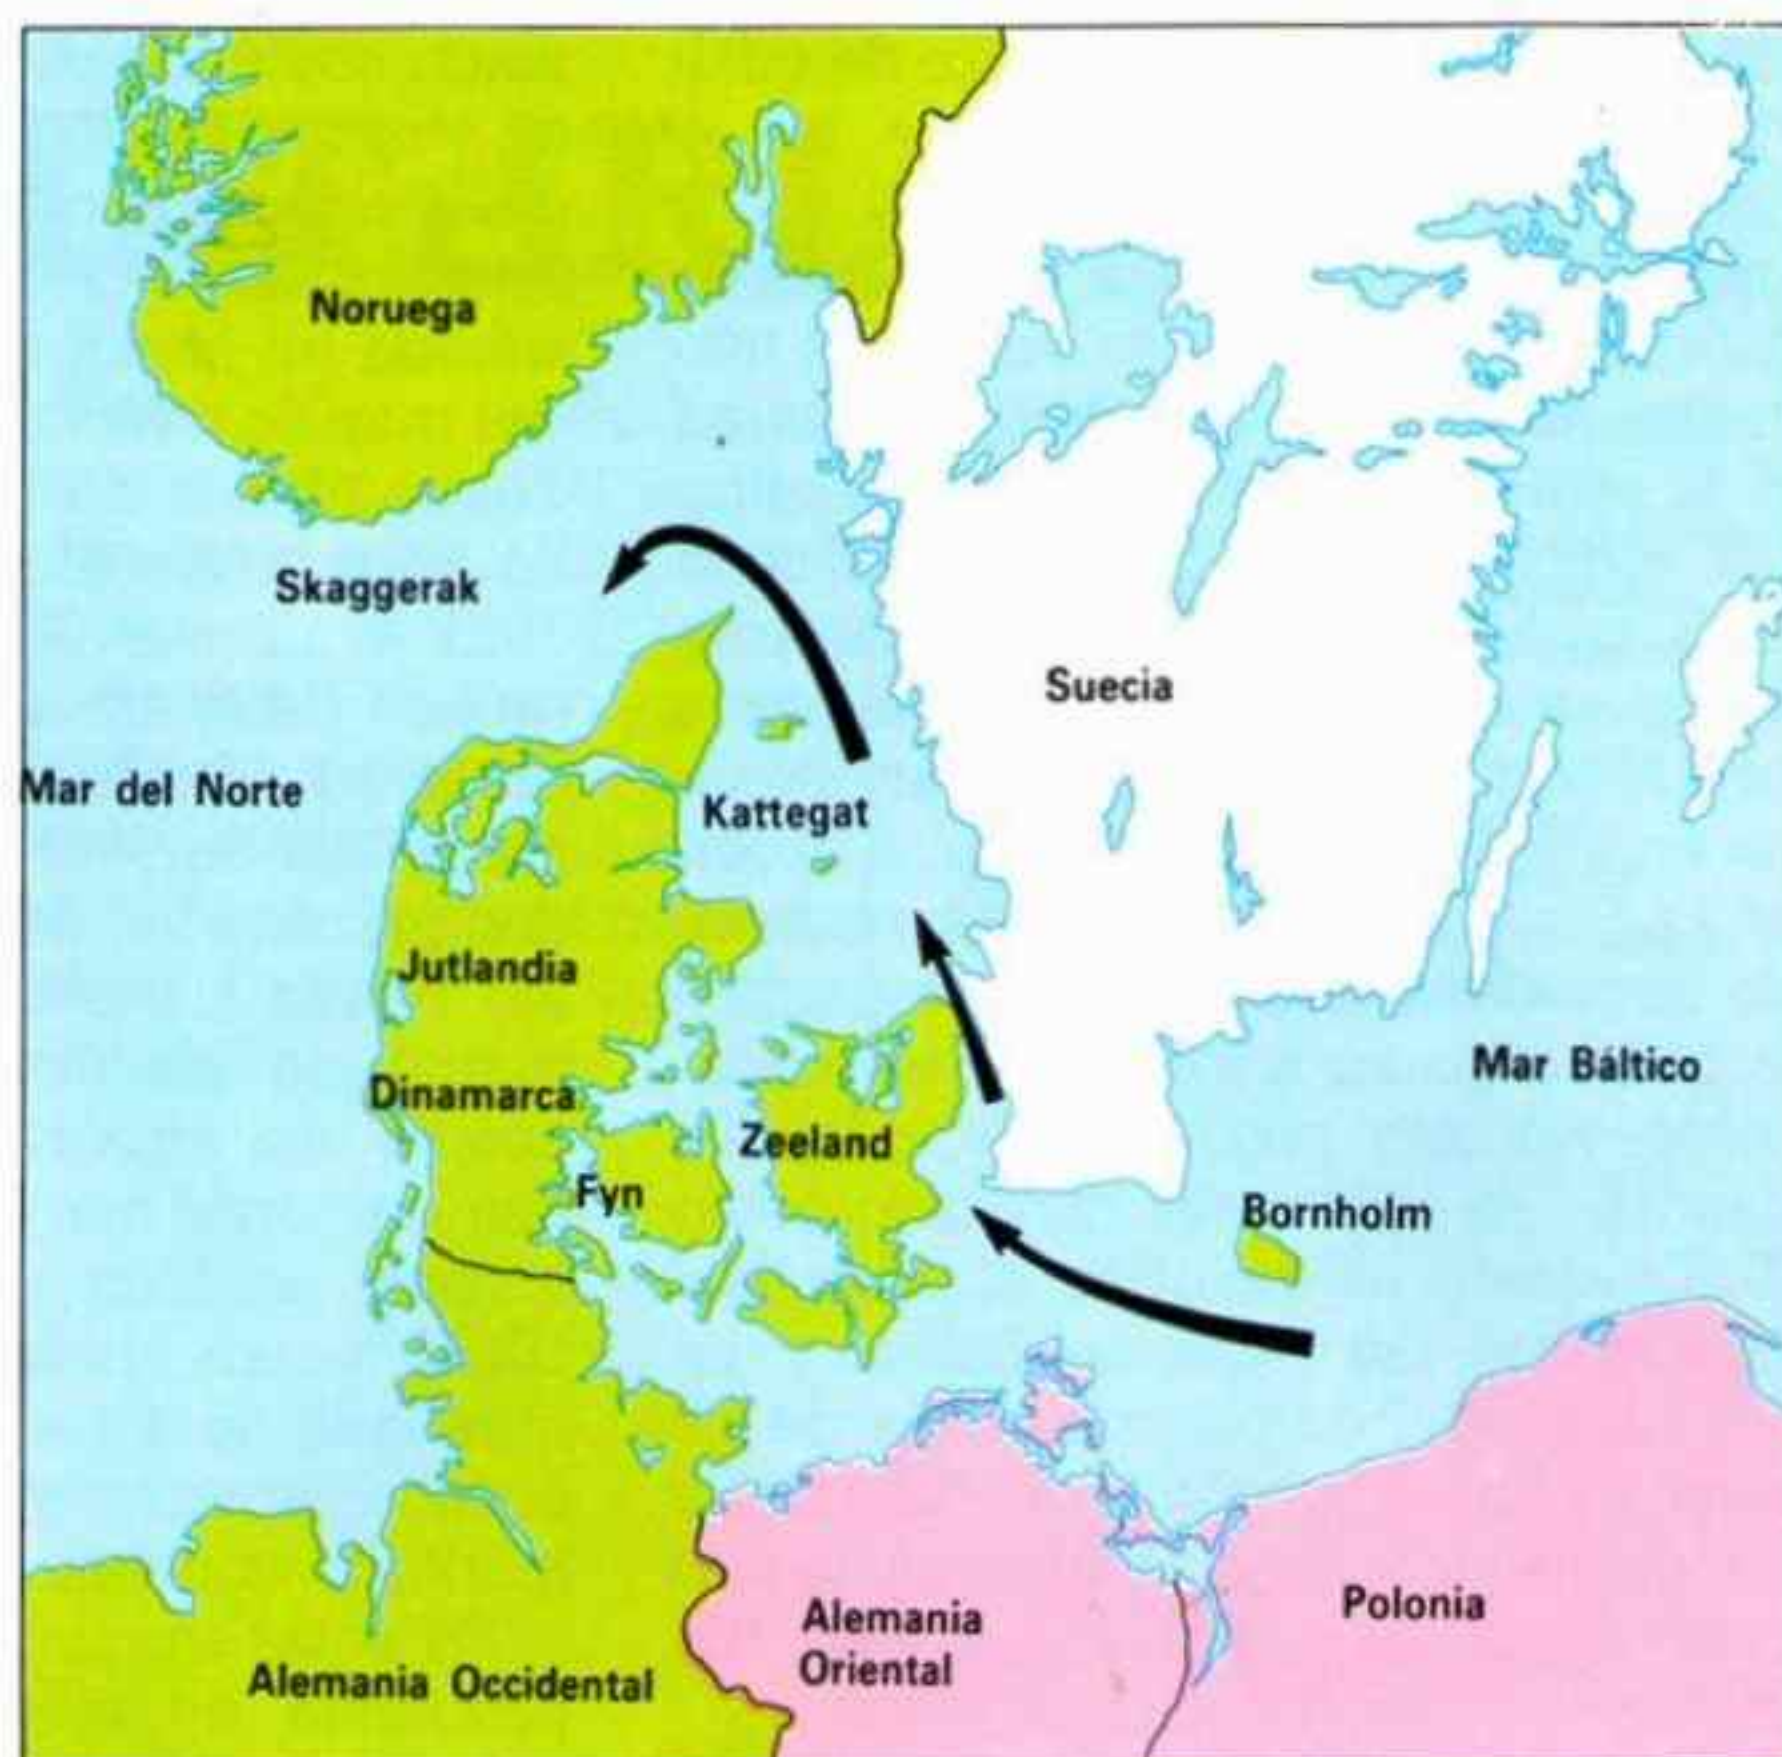 Noruega
Skaggerak
Suecia
Mar del Norte
Kattegat
Jutlandia
Mar Báltico
Dinamarca
Zeeland
Fyn
Bornholm
Polonia
Alemania
Oriental
Alemania Occidental